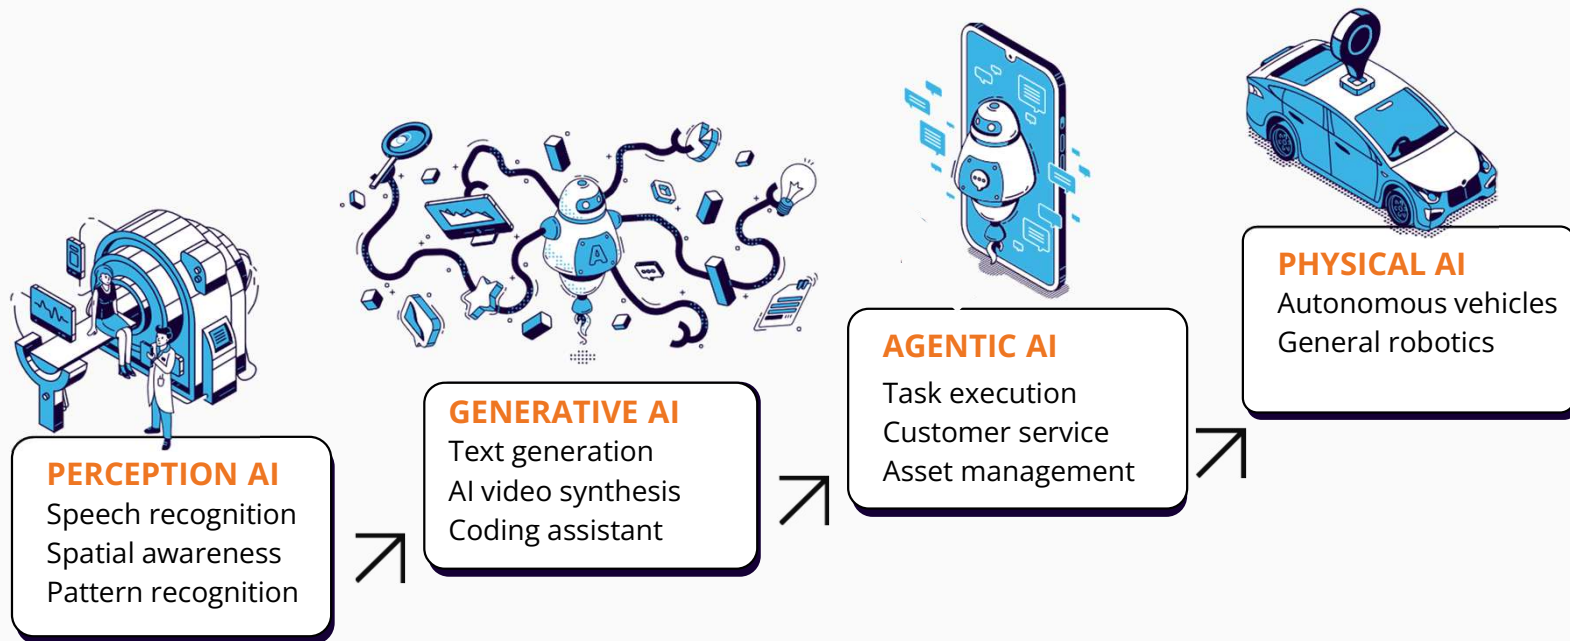 PERCEPTION AI
Speech recognition
Spatial awareness
Pattern recognition
GENERATIVE AI
Text generation
AI video synthesis
Coding assistant
AGENTIC AI
Task execution
Customer service
Asset management
PHYSICAL AI
Autonomous vehicles
General robotics
A